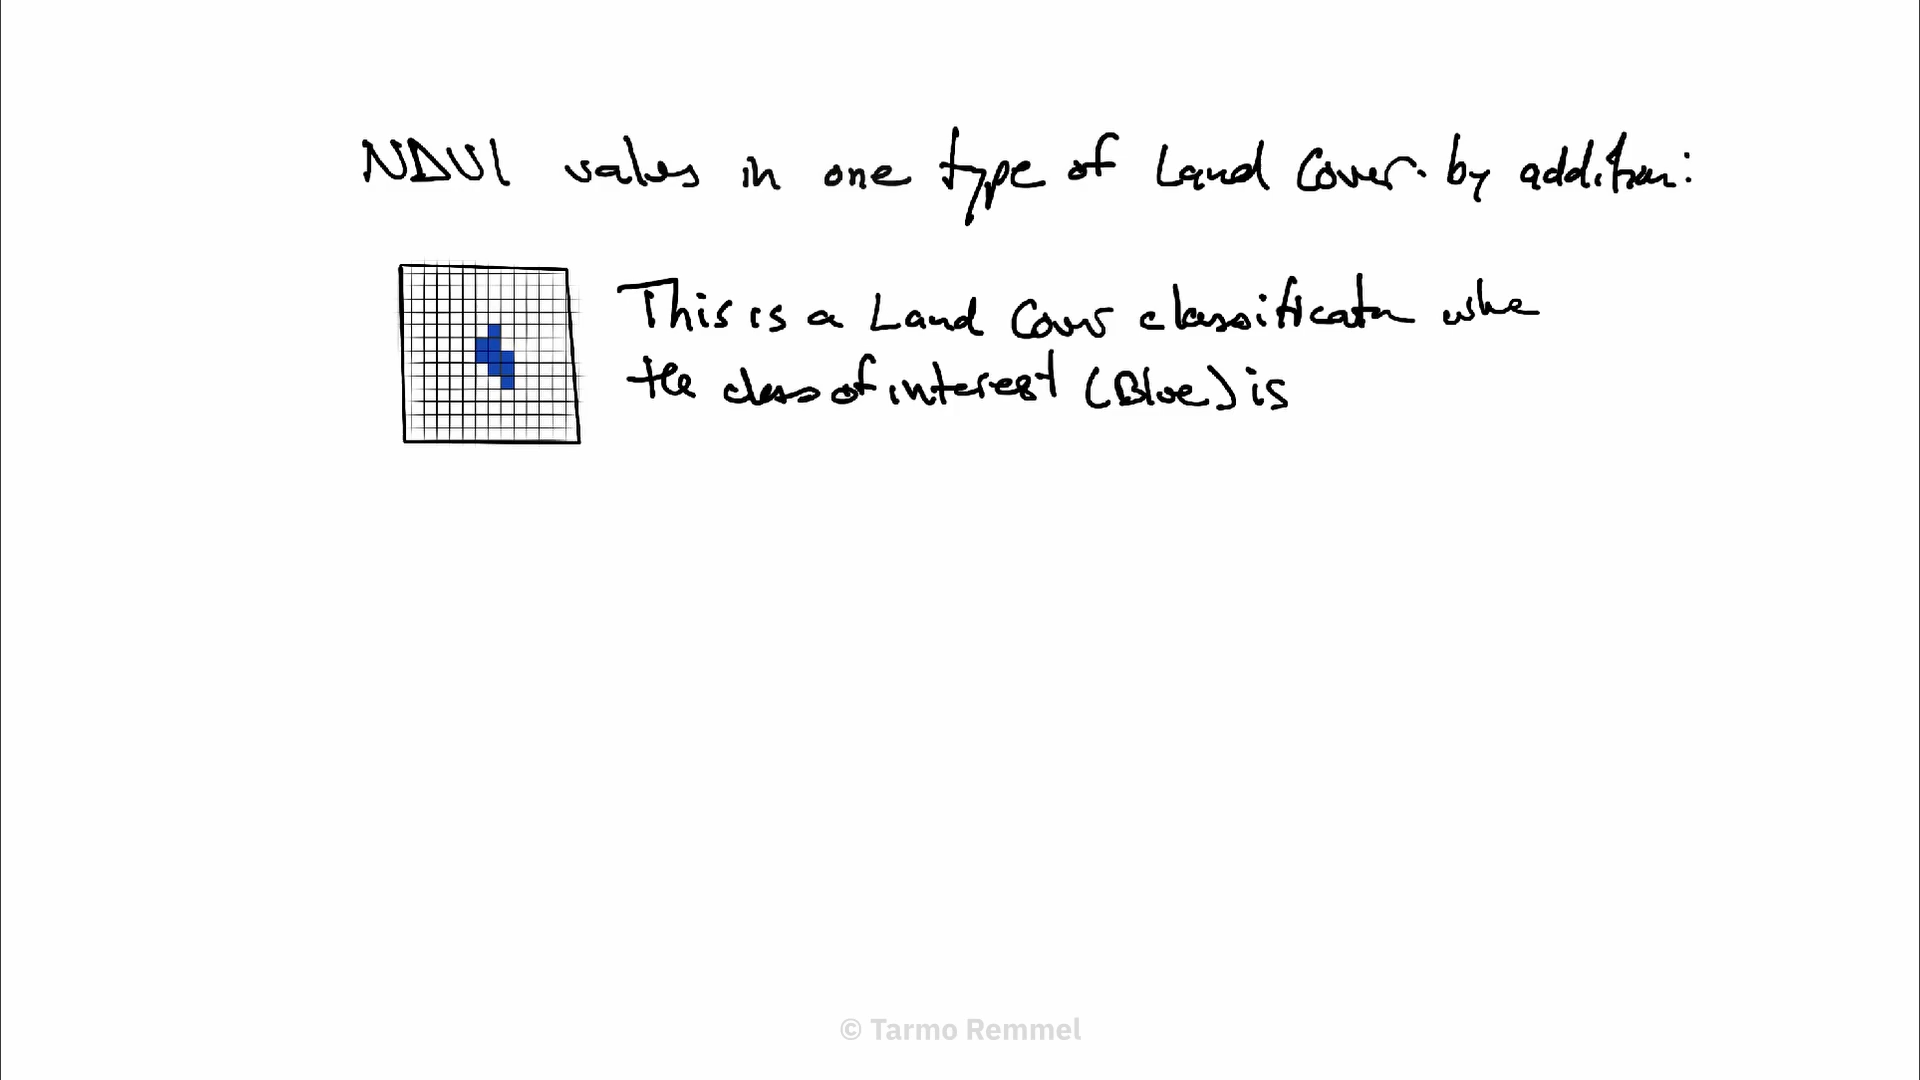 NDVI values in one type of Land Cover by addition:
This is a Land Cover classification where
the class of interest (Blue) is
© Tarmo Remmel